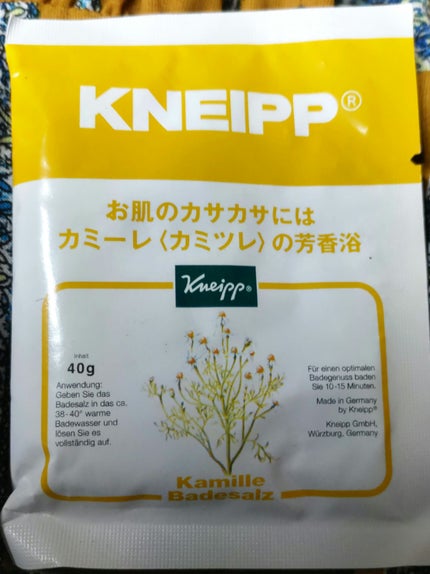 KNEIPP®
お肌のカサカサには
カミーレ〈カミツレ〉の芳香浴
Kneipp®
Inhalt
40g
Anwendung:
Geben Sie das
Badesalz in das ca.
38-40° warme
Badewasser und
lösen Sie es
vollständig auf.
Für einen optimalen
Badegenuss baden
Sie 10-15 Minuten.
Made in Germany
by Kneipp®
Kneipp GmbH,
Würzburg, Germany
Kamille
Badesalz